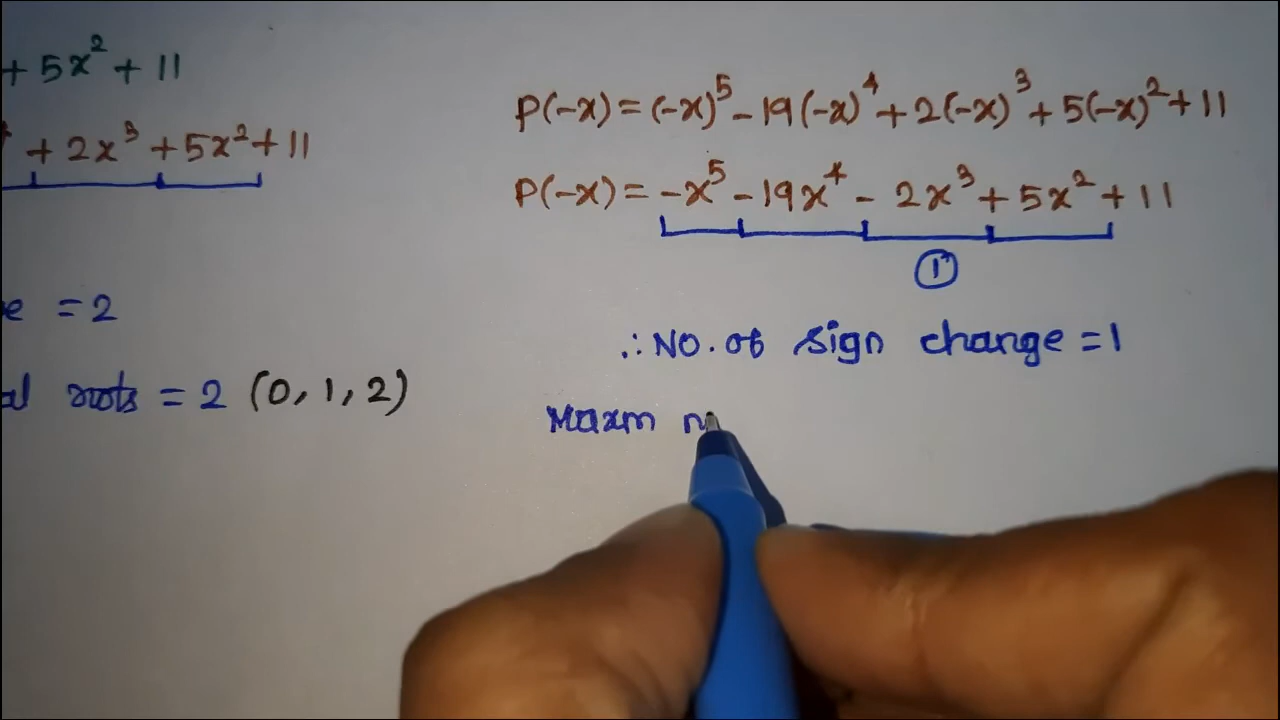 + 5x² + 11
+ 2x³ + 5x² + 11
= 2
roots = 2 (0, 1, 2)
P(-x) = (-x)⁵ - 19(-x)⁴ + 2(-x)³ + 5(-x)² + 11
P(-x) = -x⁵ - 19x⁴ - 2x³ + 5x² + 11
1
∴ No. of sign change = 1
Maxm